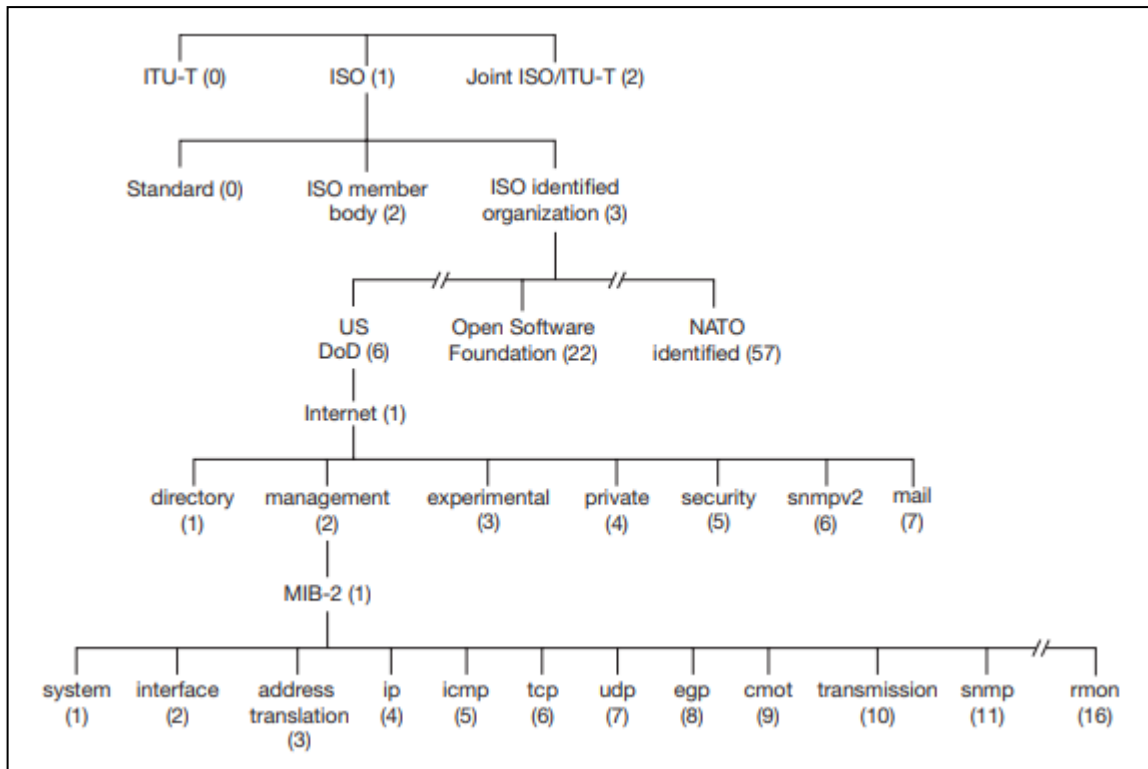 ITU-T (0) ISO (1) Joint ISO/ITU-T (2)
Standard (0) ISO member ISO identified
body (2) organization (3)
US Open Software NATO
DoD (6) Foundation (22) identified (57)
Internet (1)
directory management experimental private security snmpv2 mail
(1) (2) (3) (4) (5) (6) (7)
MIB-2 (1)
system interface address ip icmp tcp udp egp cmot transmission snmp rmon
(1) (2) translation (4) (5) (6) (7) (8) (9) (10) (11) (16)
(3)